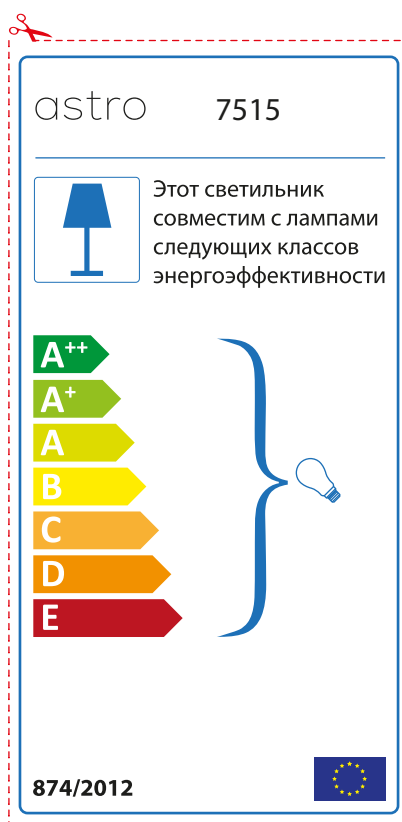 astro 7515
Этот светильник
совместим с лампами
следующих классов
энергоэффективности
A++
A+
A
B
C
D
E
874/2012